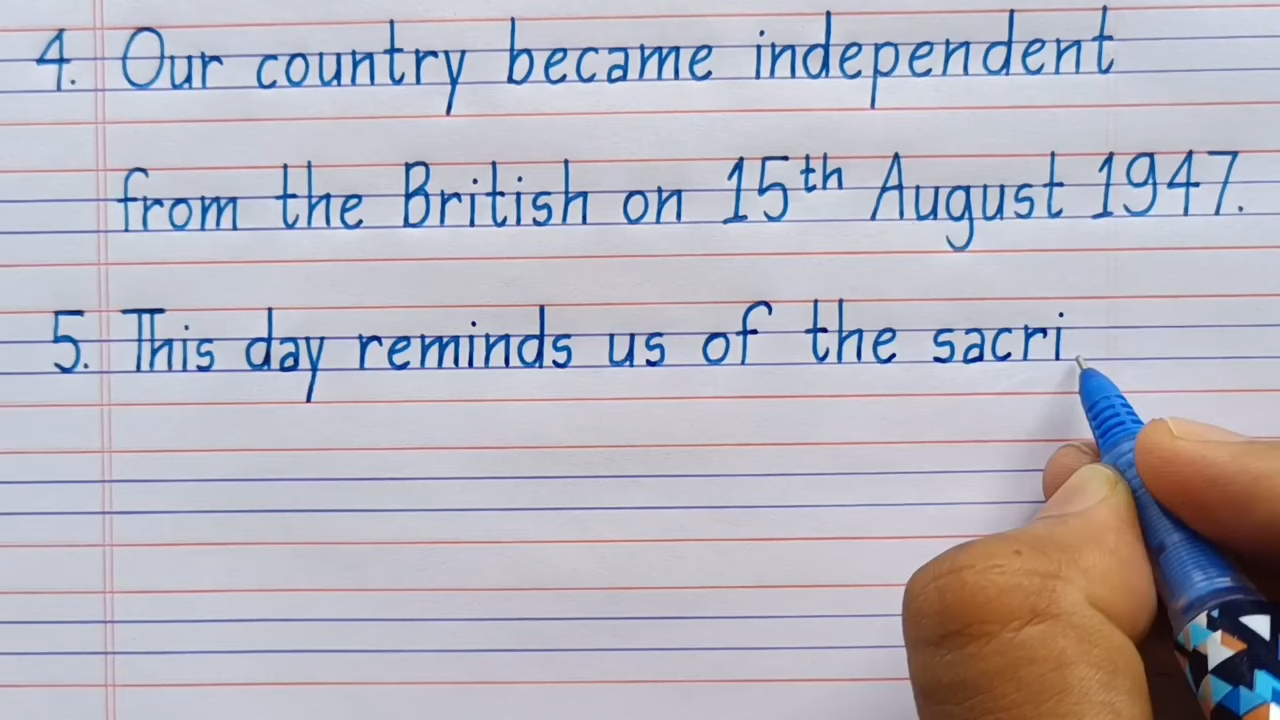 4. Our country became independent
from the British on 15th August 1947.
5. This day reminds us of the sacri